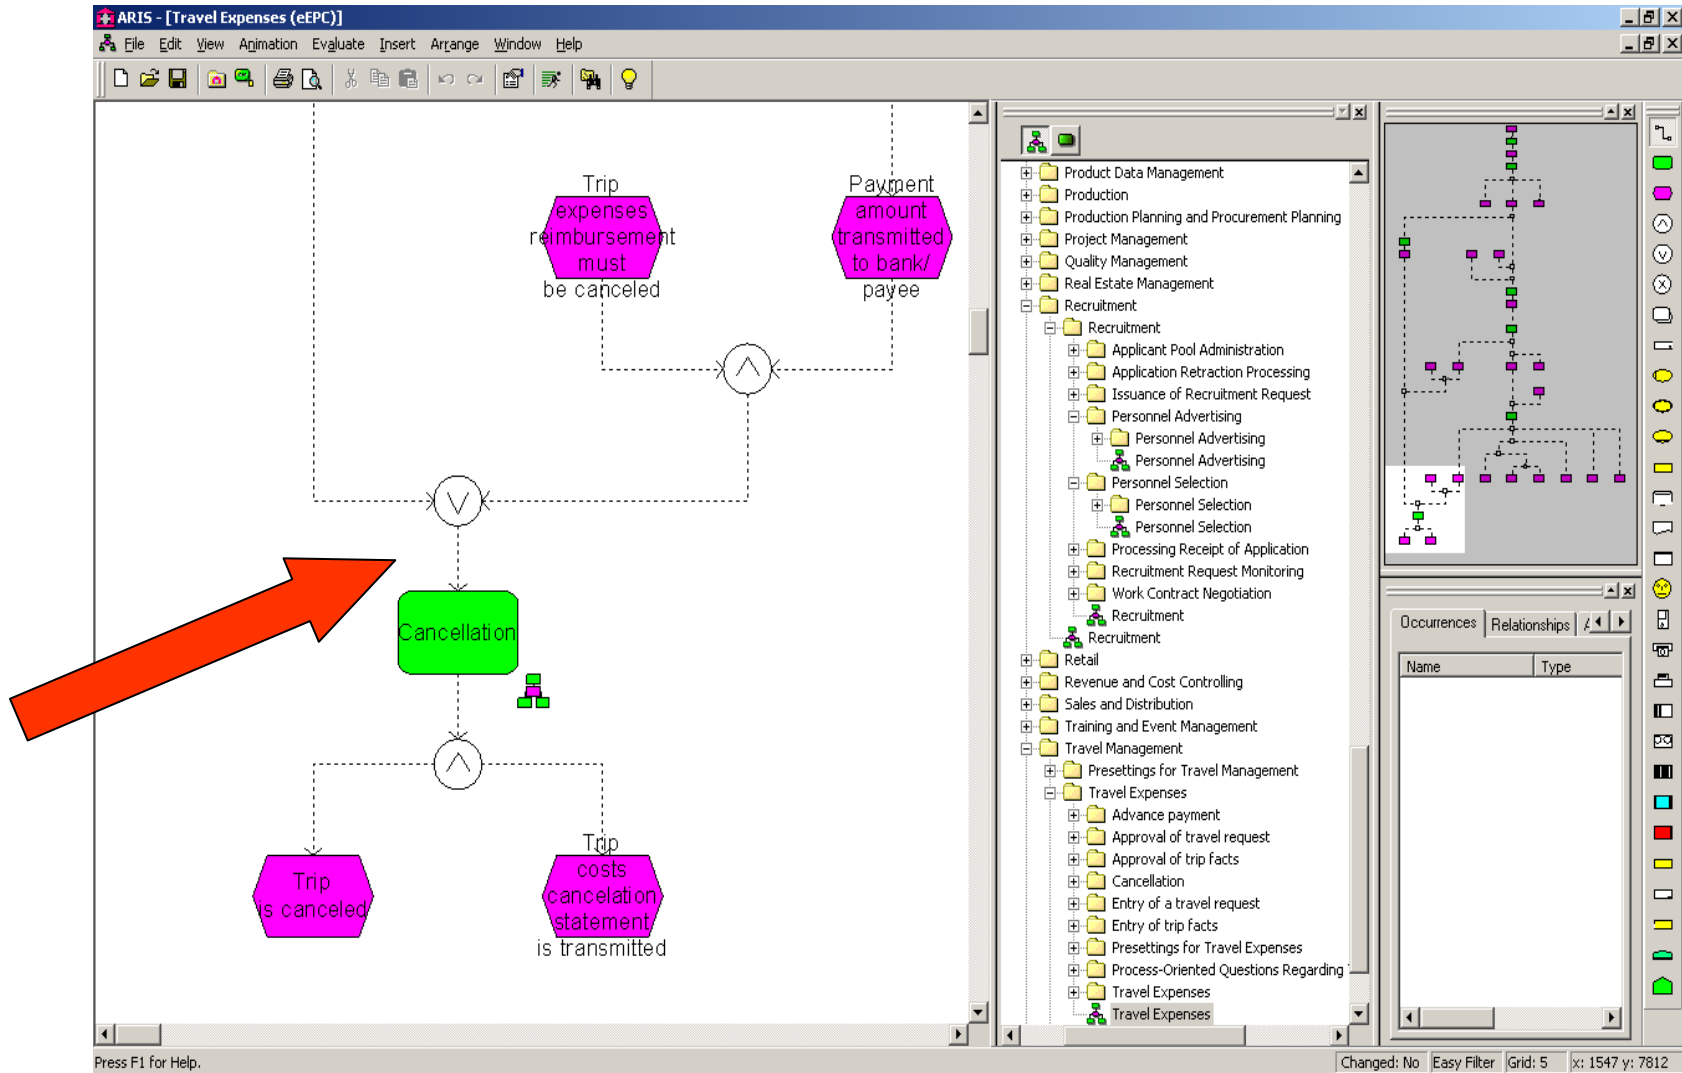 ARIS - [Travel Expenses (eEPC)]
File Edit View Animation Evaluate Insert Arrange Window Help
Trip
expenses
reimbursement
must
be canceled
Payment
amount
transmitted
to bank/
payee
Cancellation
Trip
is canceled
Trip
costs
cancelation
statement
is transmitted
Product Data Management
Production
Production Planning and Procurement Planning
Project Management
Quality Management
Real Estate Management
Recruitment
Recruitment
Applicant Pool Administration
Application Retraction Processing
Issuance of Recruitment Request
Personnel Advertising
Personnel Advertising
Personnel Advertising
Personnel Selection
Personnel Selection
Personnel Selection
Processing Receipt of Application
Recruitment Request Monitoring
Work Contract Negotiation
Recruitment
Recruitment
Retail
Revenue and Cost Controlling
Sales and Distribution
Training and Event Management
Travel Management
Presettings for Travel Management
Travel Expenses
Advance payment
Approval of travel request
Approval of trip facts
Cancellation
Entry of a travel request
Entry of trip facts
Presettings for Travel Expenses
Process-Oriented Questions Regarding
Travel Expenses
Travel Expenses
Occurrences Relationships
Name Type
Press F1 for Help.
Changed: No Easy Filter Grid: 5 x: 1547 y: 7812